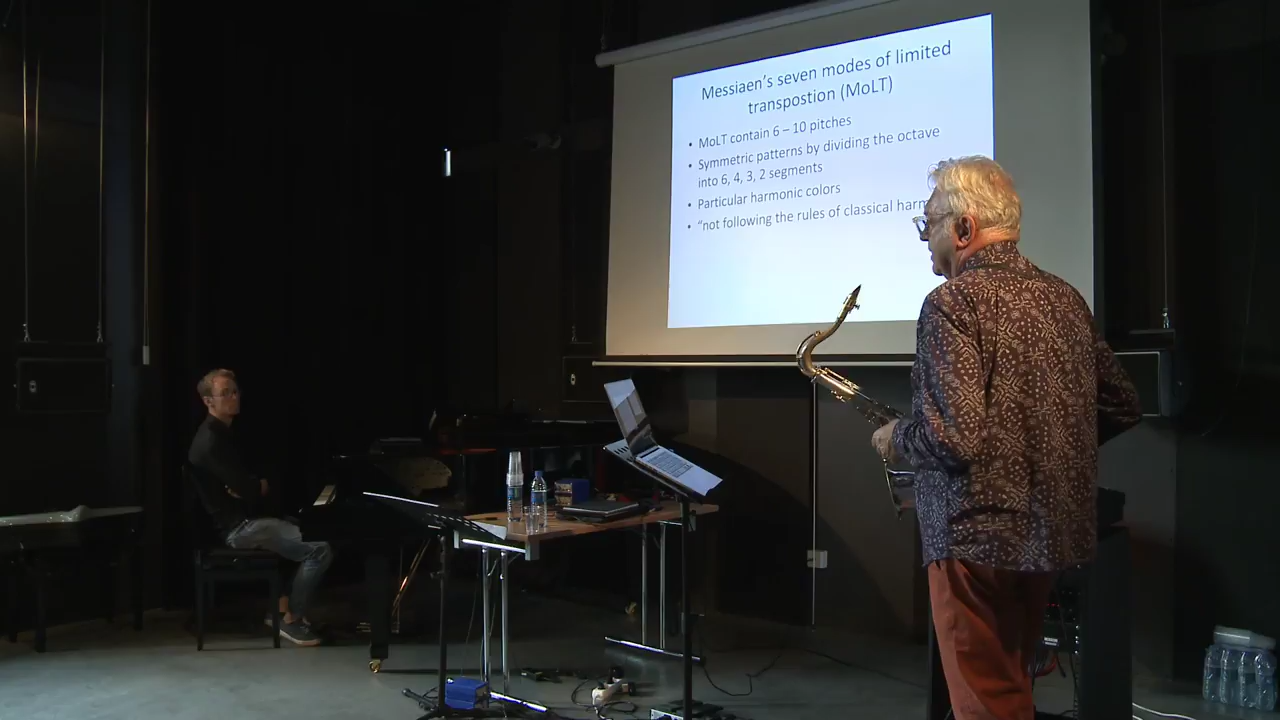 Messiaen's seven modes of limited
transpostion (MoLT)
• MoLT contain 6 – 10 pitches
• Symmetric patterns by dividing the octave
into 6, 4, 3, 2 segments
• Particular harmonic colors
• "not following the rules of classical